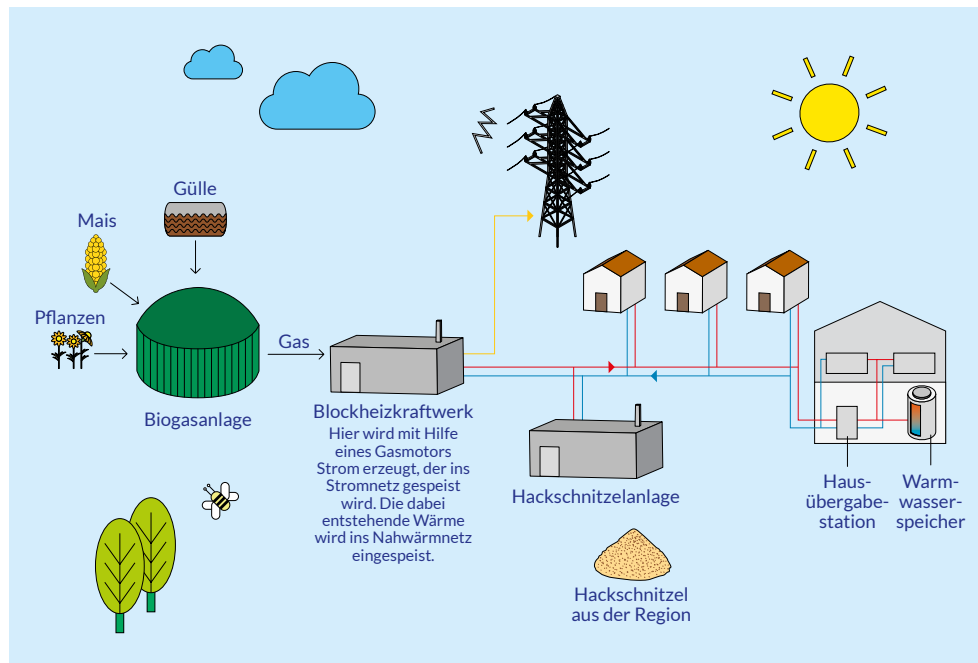 Gülle
Mais
Pflanzen
Gas
Biogasanlage
Blockheizkraftwerk
Hier wird mit Hilfe
eines Gasmotors
Strom erzeugt, der ins
Stromnetz gespeist
wird. Die dabei
entstehende Wärme
wird ins Nahwärmnetz
eingespeist.
Hackschnitzelanlage
Hackschnitzel
aus der Region
Haus-
übergabe-
station
Warm-
wasser-
speicher